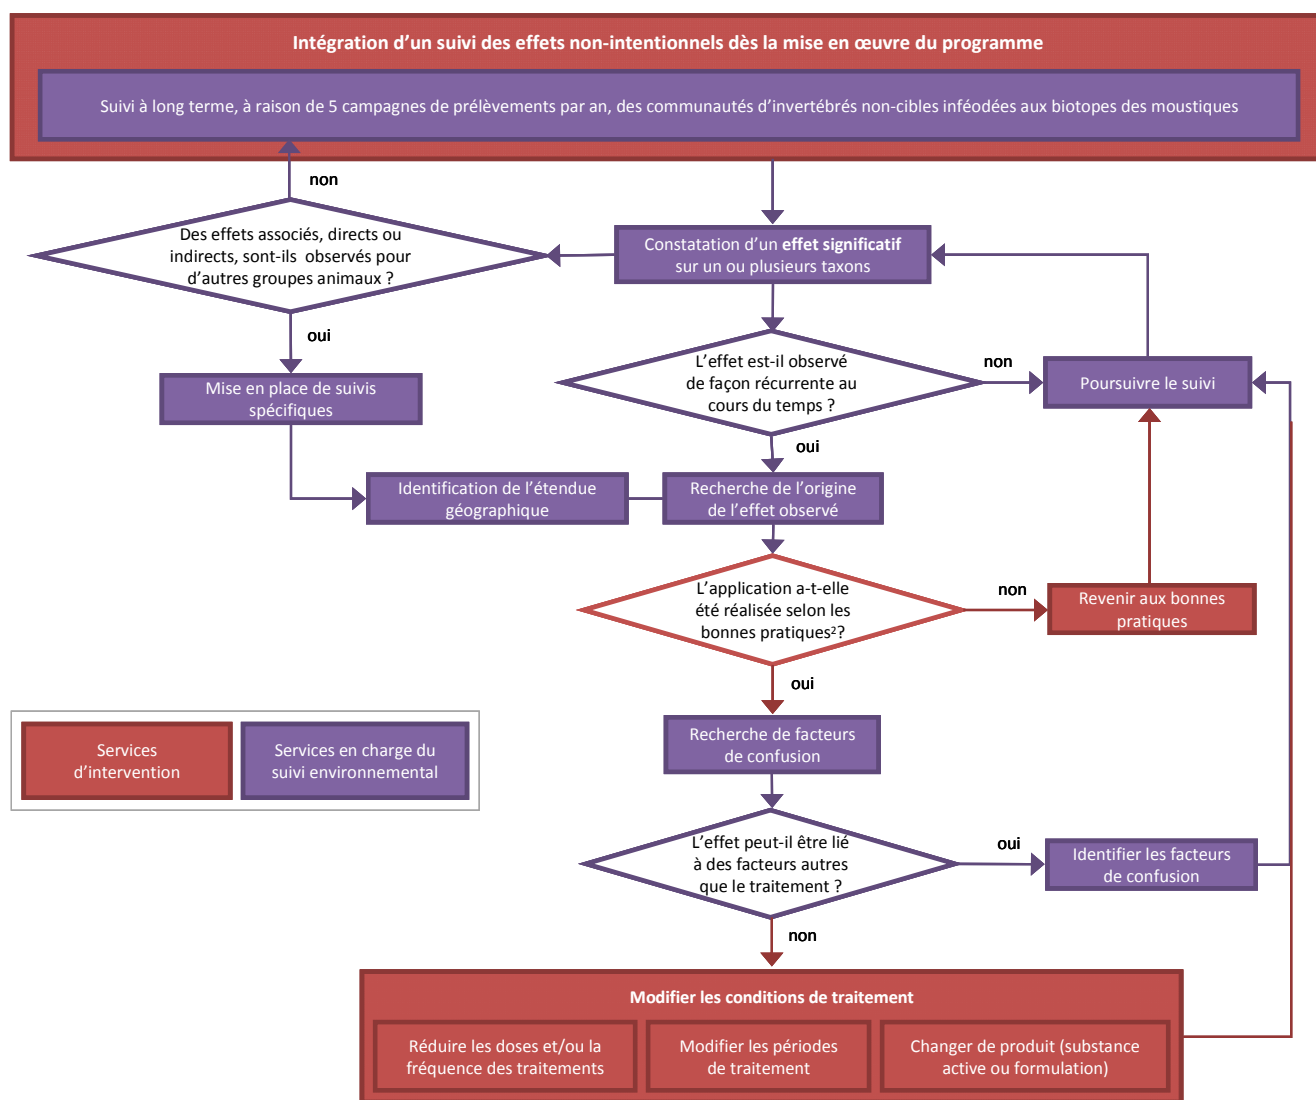 Intégration d’un suivi des effets non-intentionnels dès la mise en œuvre du programme
Suivi à long terme, à raison de 5 campagnes de prélèvements par an, des communautés d’invertébrés non-cibles inféodées aux biotopes des moustiques
non
Des effets associés, directs ou
indirects, sont-ils observés pour
d’autres groupes animaux ?
Constatation d’un effet significatif
sur un ou plusieurs taxons
oui
L’effet est-il observé
de façon récurrente au
cours du temps ?
non
Poursuivre le suivi
Mise en place de suivis
spécifiques
oui
Identification de l’étendue
géographique
Recherche de l’origine
de l’effet observé
L’application a-t-elle
été réalisée selon les
bonnes pratiques²?
non
Revenir aux bonnes
pratiques
oui
Services
d’intervention
Services en charge du
suivi environnemental
Recherche de facteurs
de confusion
L’effet peut-il être lié
à des facteurs autres
que le traitement ?
oui
Identifier les facteurs
de confusion
non
Modifier les conditions de traitement
Réduire les doses et/ou la
fréquence des traitements
Modifier les périodes
de traitement
Changer de produit (substance
active ou formulation)